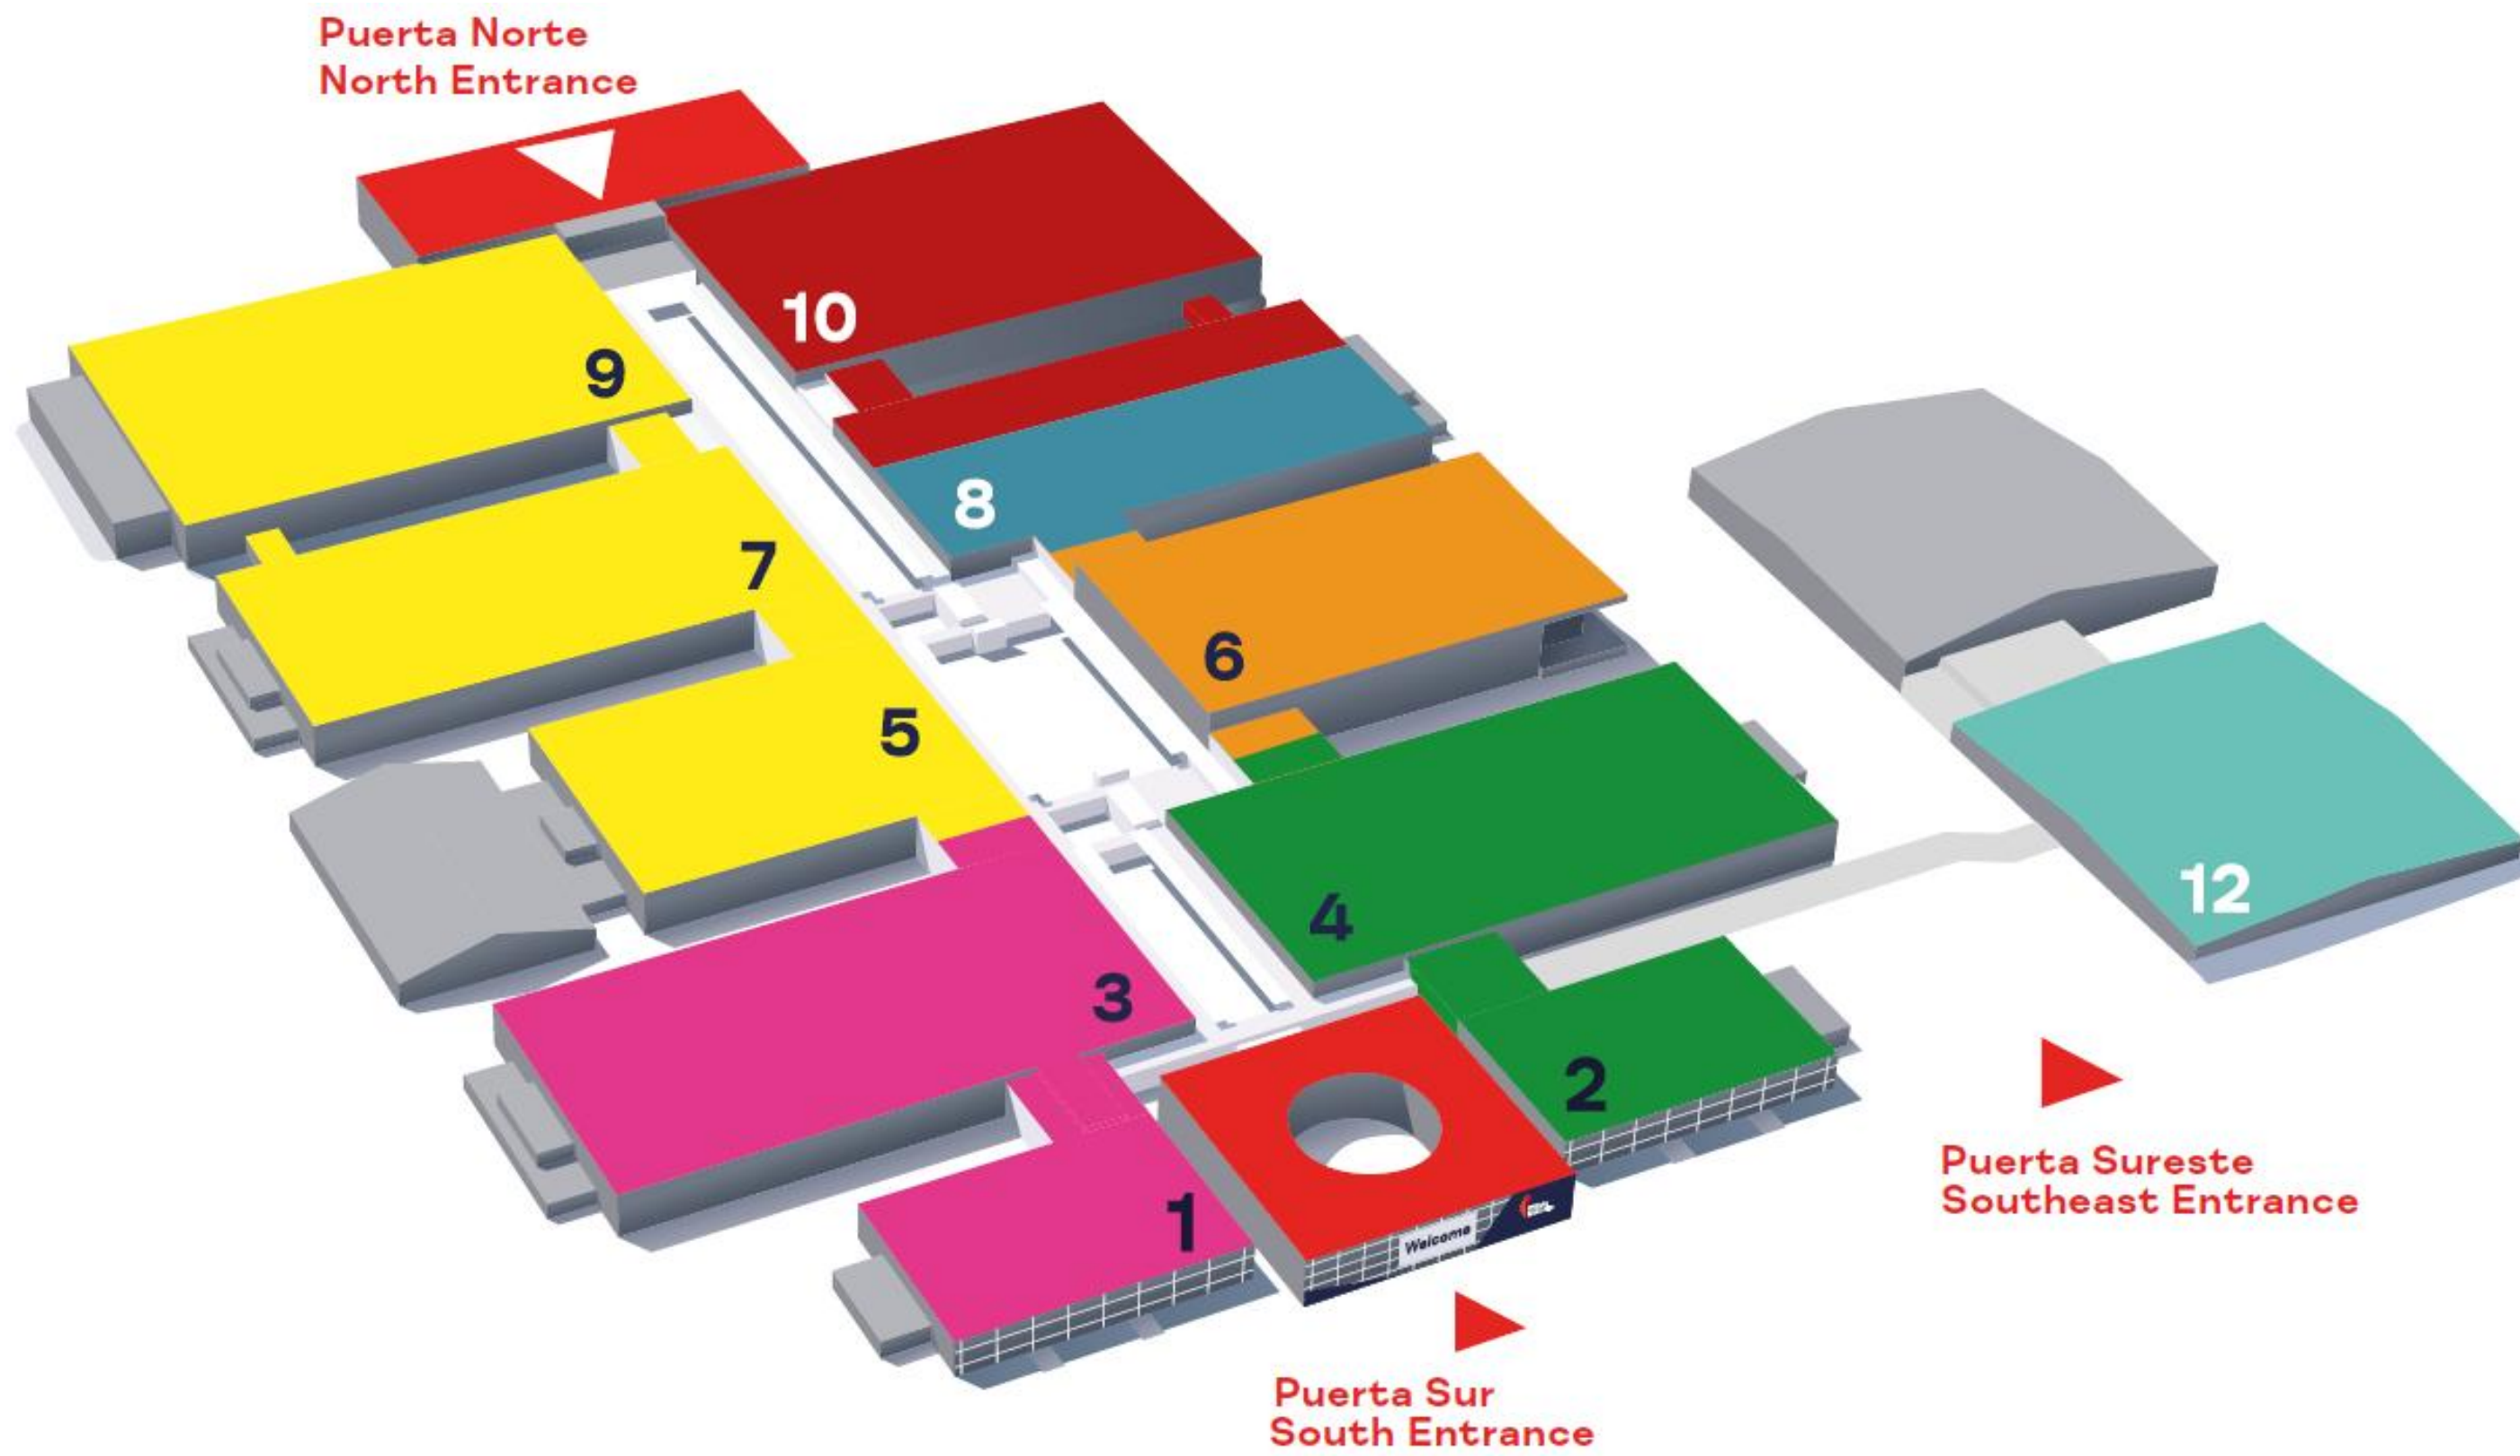 Puerta Norte
North Entrance
10
9
8
7
6
5
4
12
3
2
1
Welcome
Puerta Sureste
Southeast Entrance
Puerta Sur
South Entrance